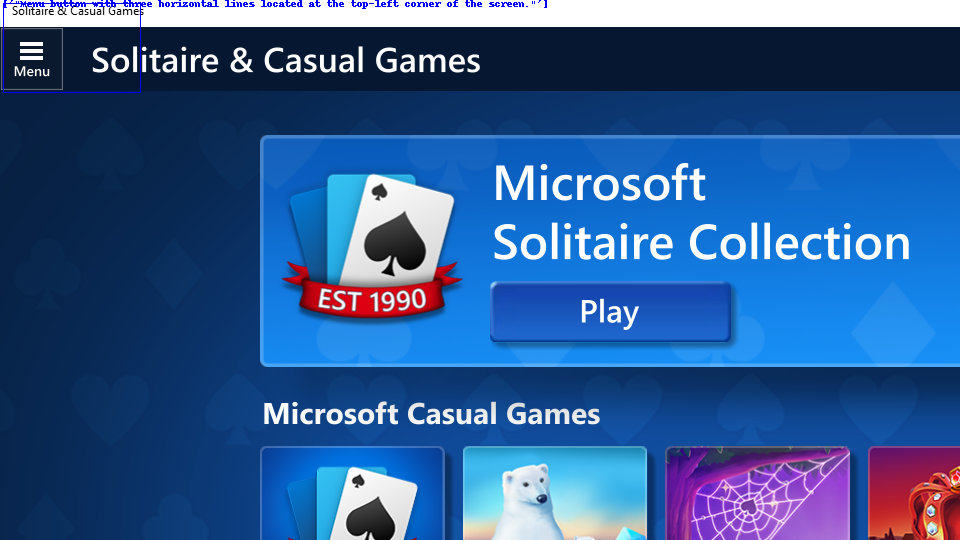 ['"Menu button with three horizontal lines located at the top-left corner of the screen."']
Solitaire & Casual Games
Menu
Solitaire & Casual Games
Microsoft
Solitaire Collection
EST 1990
Play
Microsoft Casual Games